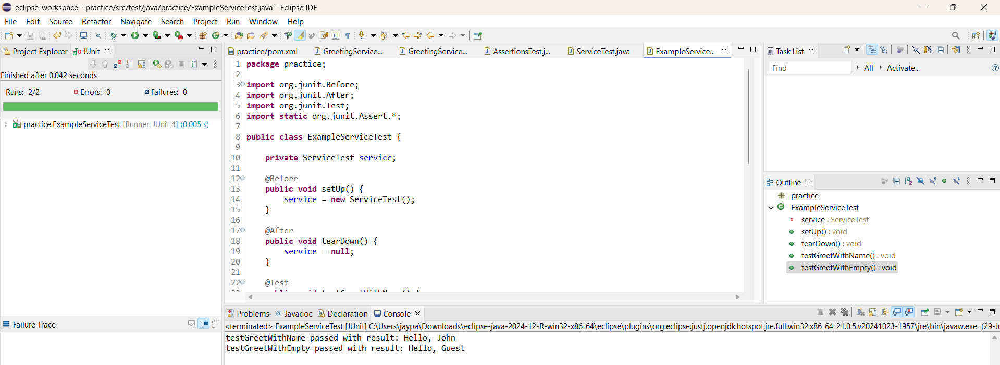 eclipse-workspace - practice/src/test/java/practice/ExampleServiceTest.java - Eclipse IDE
File Edit Source Refactor Navigate Search Project Run Window Help
Project Explorer JUnit
Finished after 0.042 seconds
Runs: 2/2 Errors: 0 Failures: 0
practice.ExampleServiceTest [Runner: JUnit 4] (0.005 s)
Failure Trace
practice/pom.xml GreetingService... GreetingService... AssertionsTest.j... ServiceTest.java ExampleService...
1 package practice;
2
3 import org.junit.Before;
4 import org.junit.After;
5 import org.junit.Test;
6 import static org.junit.Assert.*;
7
8 public class ExampleServiceTest {
9
10 private ServiceTest service;
11
12 @Before
13 public void setUp() {
14 service = new ServiceTest();
15 }
16
17 @After
18 public void tearDown() {
19 service = null;
20 }
21
22 @Test
Task List
Find All Activate...
Outline
practice
ExampleServiceTest
service : ServiceTest
setUp() : void
tearDown() : void
testGreetWithName() : void
testGreetWithEmpty() : void
Problems Javadoc Declaration Console
<terminated> ExampleServiceTest [JUnit] C:\Users\jaypa\Downloads\eclipse-java-2024-12-R-win32-x86_64\eclipse\plugins\org.eclipse.justj.openjdk.hotspot.jre.full.win32.x86_64_21.0.5.v20241023-1957\jre\bin\javaw.exe (29-Ju
testGreetWithName passed with result: Hello, John
testGreetWithEmpty passed with result: Hello, Guest